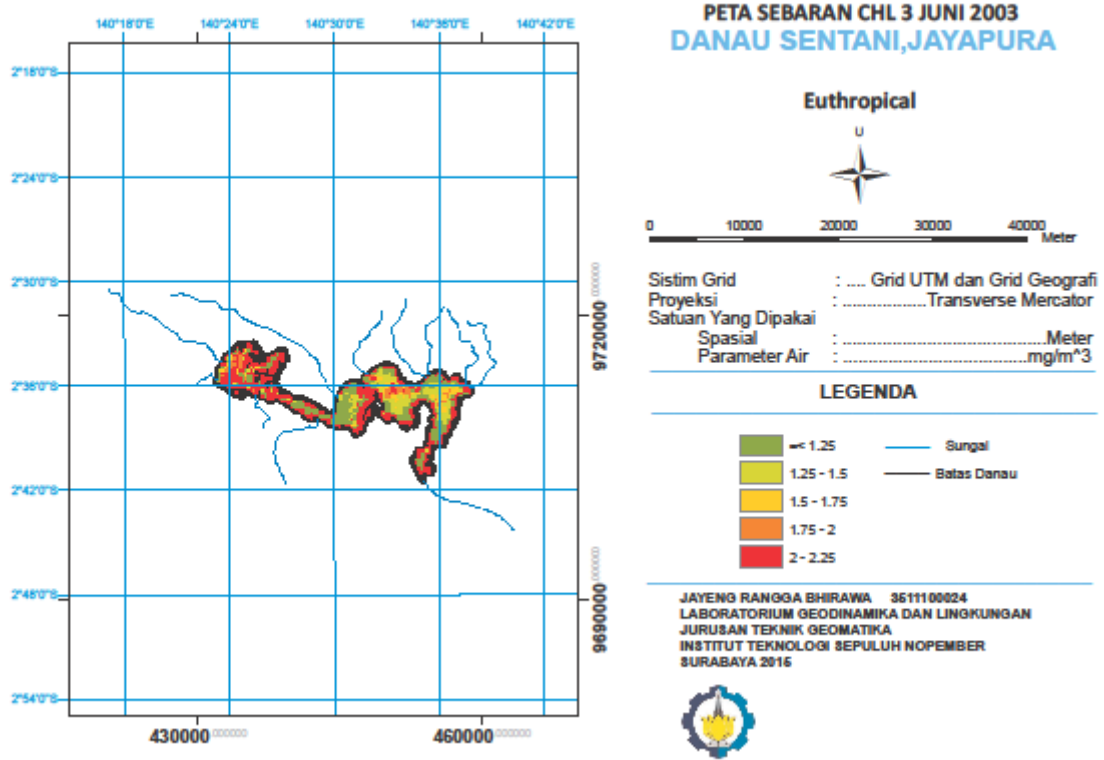 140°18'0"E 140°24'0"E 140°30'0"E 140°36'0"E 140°42'0"E
2°18'0"S
2°24'0"S
2°30'0"S
2°36'0"S
2°42'0"S
2°48'0"S
2°54'0"S
9720000.000000
9690000.000000
430000.000000 460000.000000
PETA SEBARAN CHL 3 JUNI 2003
DANAU SENTANI,JAYAPURA
Euthropical
U
0 10000 20000 30000 40000
Meter
Sistim Grid : .... Grid UTM dan Grid Geografi
Proyeksi : ..................Transverse Mercator
Satuan Yang Dipakai
Spasial : ............................................Meter
Parameter Air : ........................................mg/m^3
LEGENDA
=< 1.25
1.25 - 1.5
1.5 - 1.75
1.75 - 2
2 - 2.25
Sungai
Batas Danau
JAYENG RANGGA BHIRAWA 3511100024
LABORATORIUM GEODINAMIKA DAN LINGKUNGAN
JURUSAN TEKNIK GEOMATIKA
INSTITUT TEKNOLOGI SEPULUH NOPEMBER
SURABAYA 2015